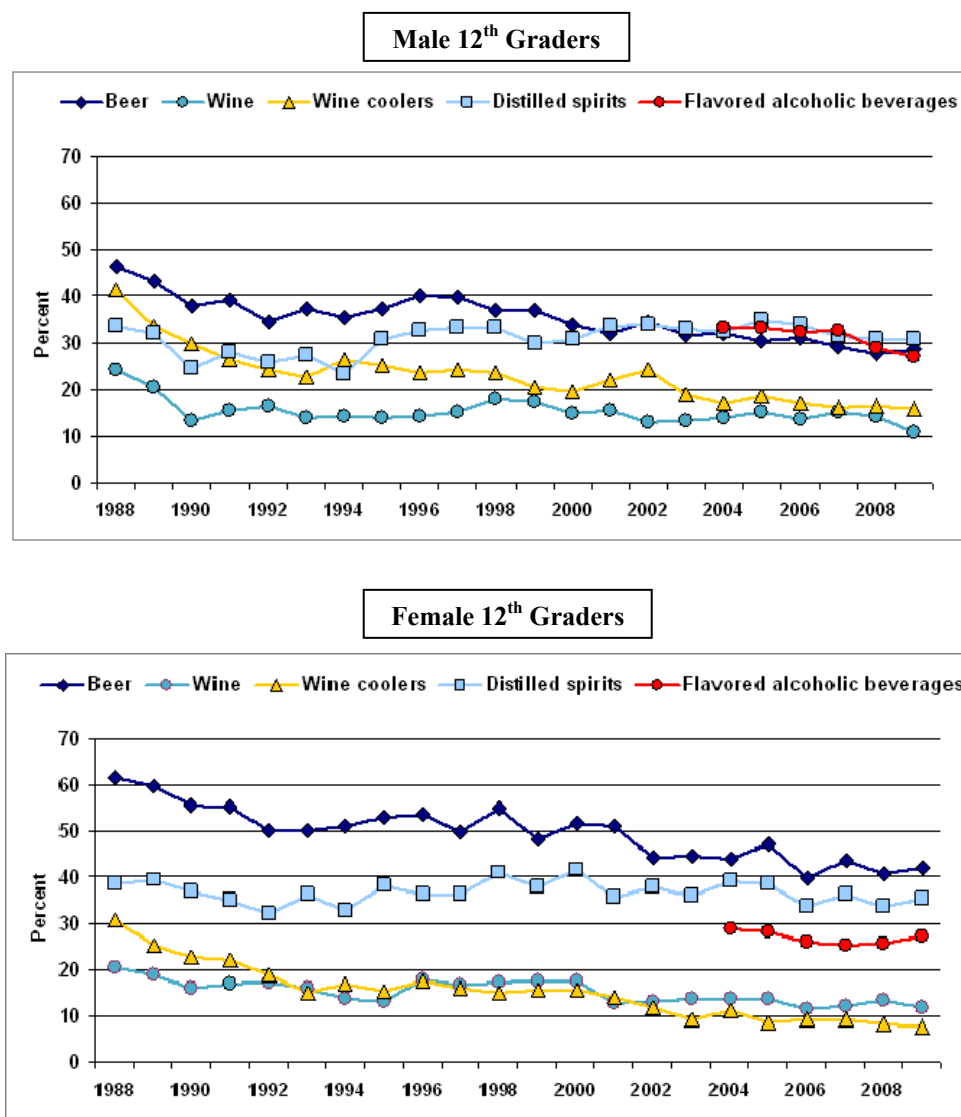 Male 12th Graders
Beer Wine Wine coolers Distilled spirits Flavored alcoholic beverages
70
60
50
40
30
20
10
0
Percent
1988 1990 1992 1994 1996 1998 2000 2002 2004 2006 2008
Female 12th Graders
Beer Wine Wine coolers Distilled spirits Flavored alcoholic beverages
70
60
50
40
30
20
10
0
Percent
1988 1990 1992 1994 1996 1998 2000 2002 2004 2006 2008